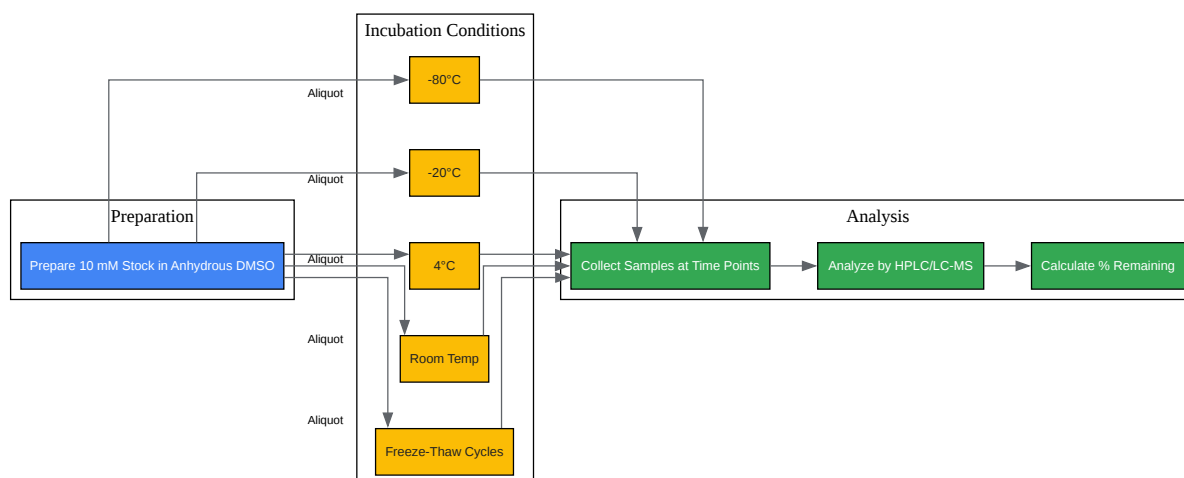 Incubation Conditions
-80°C
Aliquot
-20°C
Aliquot
Preparation
Analysis
Prepare 10 mM Stock in Anhydrous DMSO
Aliquot
4°C
Collect Samples at Time Points
Analyze by HPLC/LC-MS
Calculate % Remaining
Aliquot
Room Temp
Aliquot
Freeze-Thaw Cycles